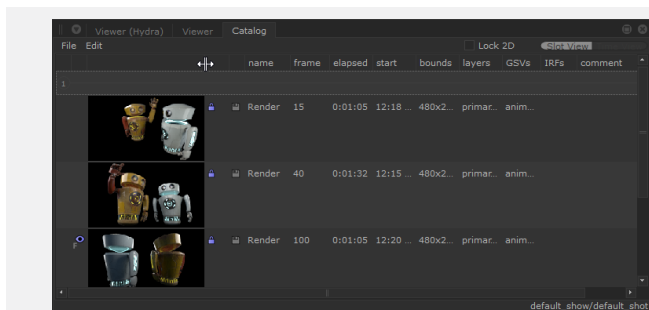 Viewer (Hydra) Viewer Catalog
File Edit Lock 2D Slot View
name frame elapsed start bounds layers GSVs IRFs comment
1
Render 15 0:01:05 12:18 ... 480x2... primar... anim...
Render 40 0:01:32 12:15 ... 480x2... primar... anim...
F Render 100 0:01:05 12:20 ... 480x2... primar... anim...
default_show/default_shot